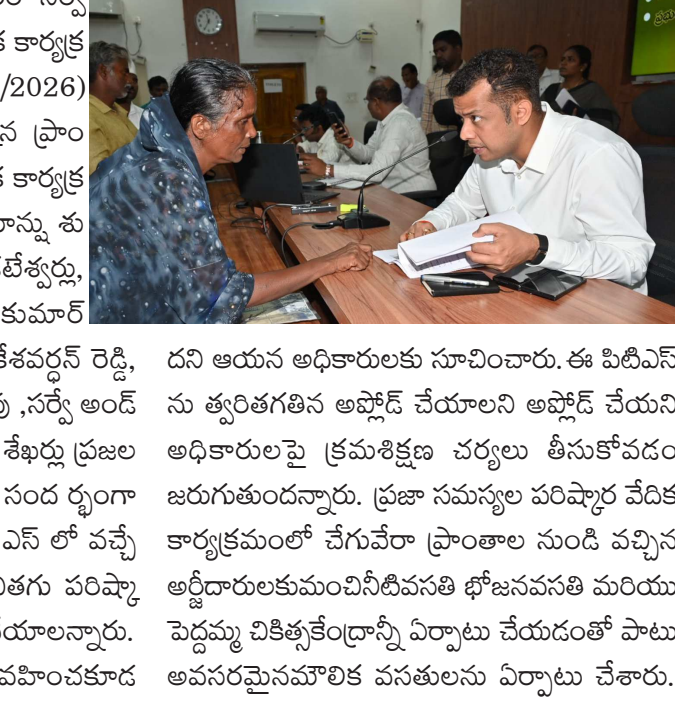 క కార్యక్ర
/2026)
న ప్రాం
క కార్యక్ర
మాన్షు శు
కటేశ్వర్లు,
కుమార్
కేశవర్ధన్ రెడ్డి,
వు ,సర్వే అండ్
శేఖర్లు ప్రజల
సంద ర్భంగా
ఎస్ లో వచ్చే
పరిష్కా
యాలన్నారు.
వహించకూడ
దని ఆయన అధికారులకు సూచించారు. ఈ పిటిఎస్
ను త్వరితగతిన అప్లోడ్ చేయాలని అప్లోడ్ చేయని
అధికారులపై క్రమశిక్షణ చర్యలు తీసుకోవడం
జరుగుతుందన్నారు. ప్రజా సమస్యల పరిష్కార వేదిక
కార్యక్రమంలో చేగువేరా ప్రాంతాల నుండి వచ్చిన
అర్జీదారులకుమంచినీటివసతి భోజనవసతి మరియు
పెద్దమ్మ చికిత్సకేంద్రాన్నీ ఏర్పాటు చేయడంతో పాటు
అవసరమైనమౌలిక వసతులను ఏర్పాటు చేశారు.